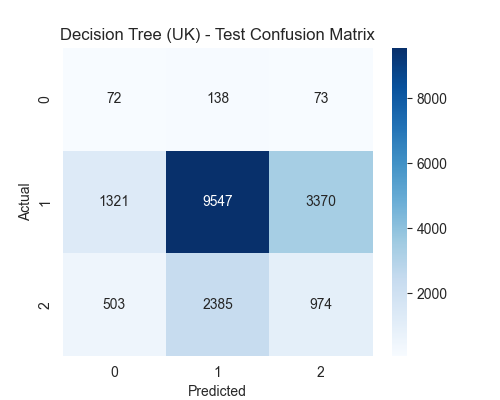 Decision Tree (UK) - Test Confusion Matrix
0 72 138 73
1 1321 9547 3370
2 503 2385 974
0 1 2
Actual
Predicted
8000
6000
4000
2000